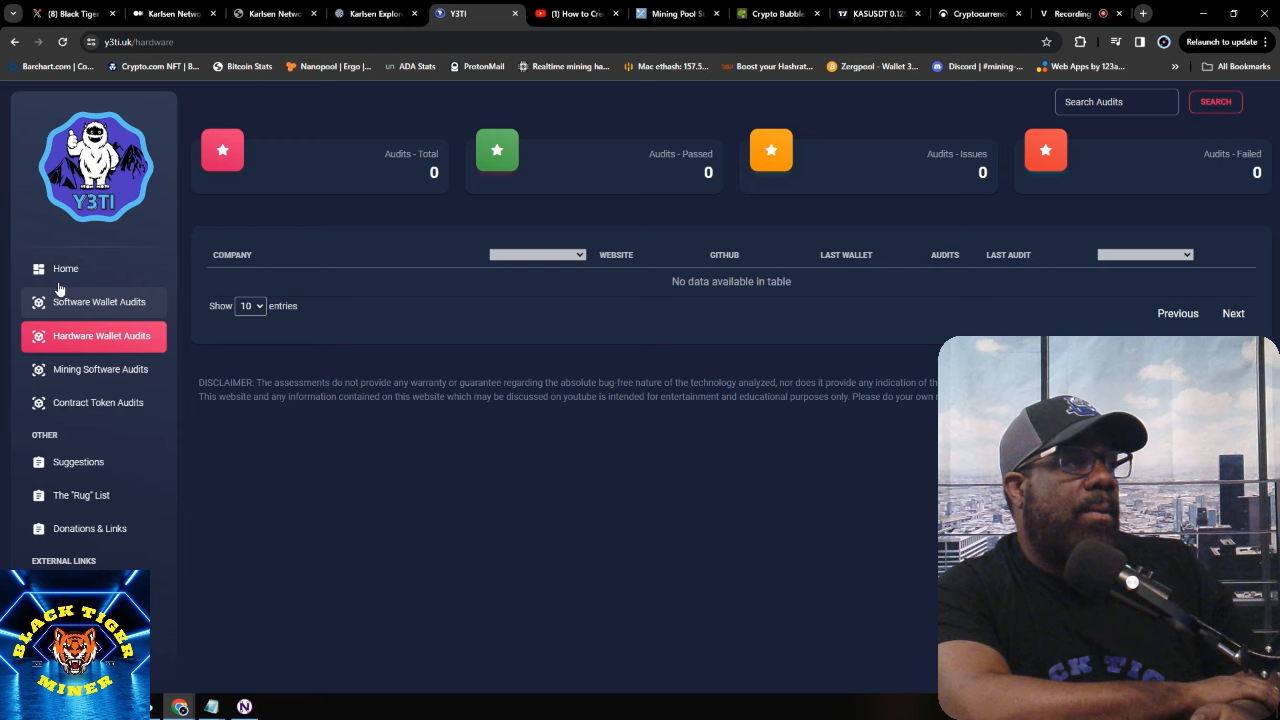 (1) Black Tiger
Karlsen Netwo
Karlsen Netwo
Karlsen Explor
Y3TI
(1) How to Cre
Mining Pool S
Crypto Bubble
KASUSDT 0.12
Cryptocurrenc
Recording
y3ti.uk/hardware
Relaunch to update
Barchart.com | Co...
Crypto.com NFT | B...
Bitcoin Stats
Nanopool | Ergo |...
ADA Stats
ProtonMail
Realtime mining ha...
Mac ethash: 157.5...
Boost your Hashrat...
Zergpool - Wallet 3...
Discord | #mining-...
Web Apps by 123a...
All Bookmarks
Y3TI
Search Audits
SEARCH
Audits - Total
0
Audits - Passed
0
Audits - Issues
0
Audits - Failed
0
COMPANY WEBSITE GITHUB LAST WALLET AUDITS LAST AUDIT
No data available in table
Show 10 entries
Previous Next
Home
Software Wallet Audits
Hardware Wallet Audits
Mining Software Audits
Contract Token Audits
OTHER
Suggestions
The "Rug" List
Donations & Links
EXTERNAL LINKS
DISCLAIMER: The assessments do not provide any warranty or guarantee regarding the absolute bug-free nature of the technology analyzed, nor does it provide any indication of th
This website and any information contained on this website which may be discussed on youtube is intended for entertainment and educational purposes only. Please do your own
BLACK TIGER
MINER